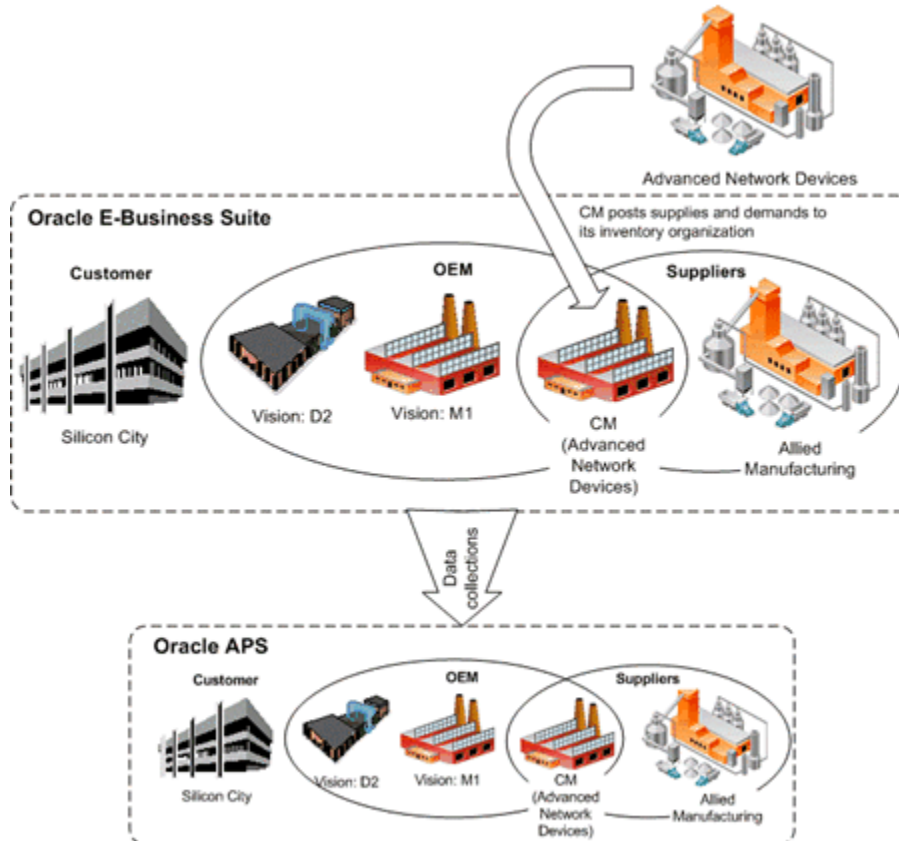 Advanced Network Devices
CM posts supplies and demands to
its inventory organization
Oracle E-Business Suite
Customer
OEM
Suppliers
Silicon City
Vision: D2
Vision: M1
CM
(Advanced
Network
Devices)
Allied
Manufacturing
Data
collections
Oracle APS
Customer
OEM
Suppliers
Silicon City
Vision: D2
Vision: M1
CM
(Advanced
Network
Devices)
Allied
Manufacturing